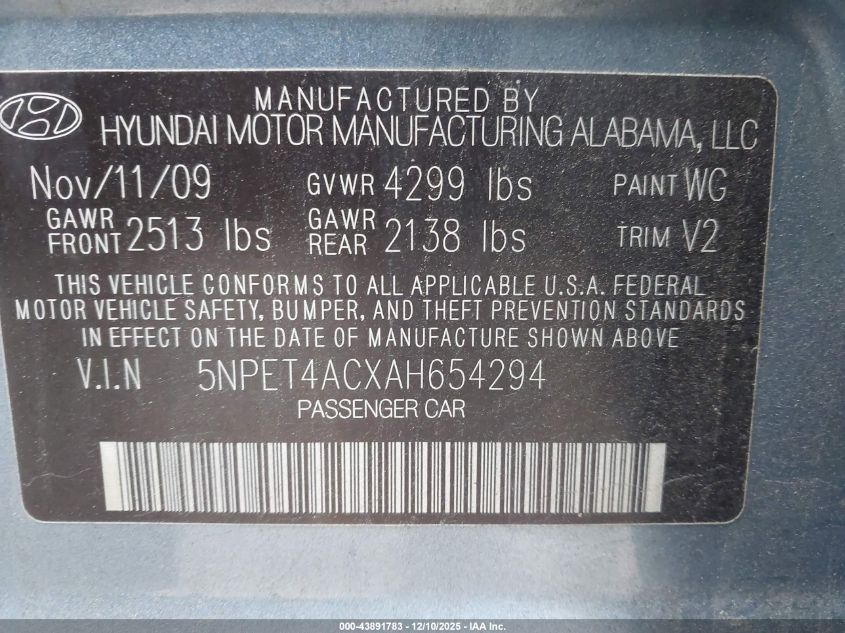 MANUFACTURED BY
HYUNDAI MOTOR MANUFACTURING ALABAMA, LLC
Nov/11/09 GVWR 4299 lbs PAINT WG
GAWR FRONT 2513 lbs GAWR REAR 2138 lbs TRIM V2
THIS VEHICLE CONFORMS TO ALL APPLICABLE U.S.A. FEDERAL
MOTOR VEHICLE SAFETY, BUMPER, AND THEFT PREVENTION STANDARDS
IN EFFECT ON THE DATE OF MANUFACTURE SHOWN ABOVE
V.I.N 5NPET4ACXAH654294
PASSENGER CAR
000-43891783 - 12/10/2025 - IAA Inc.